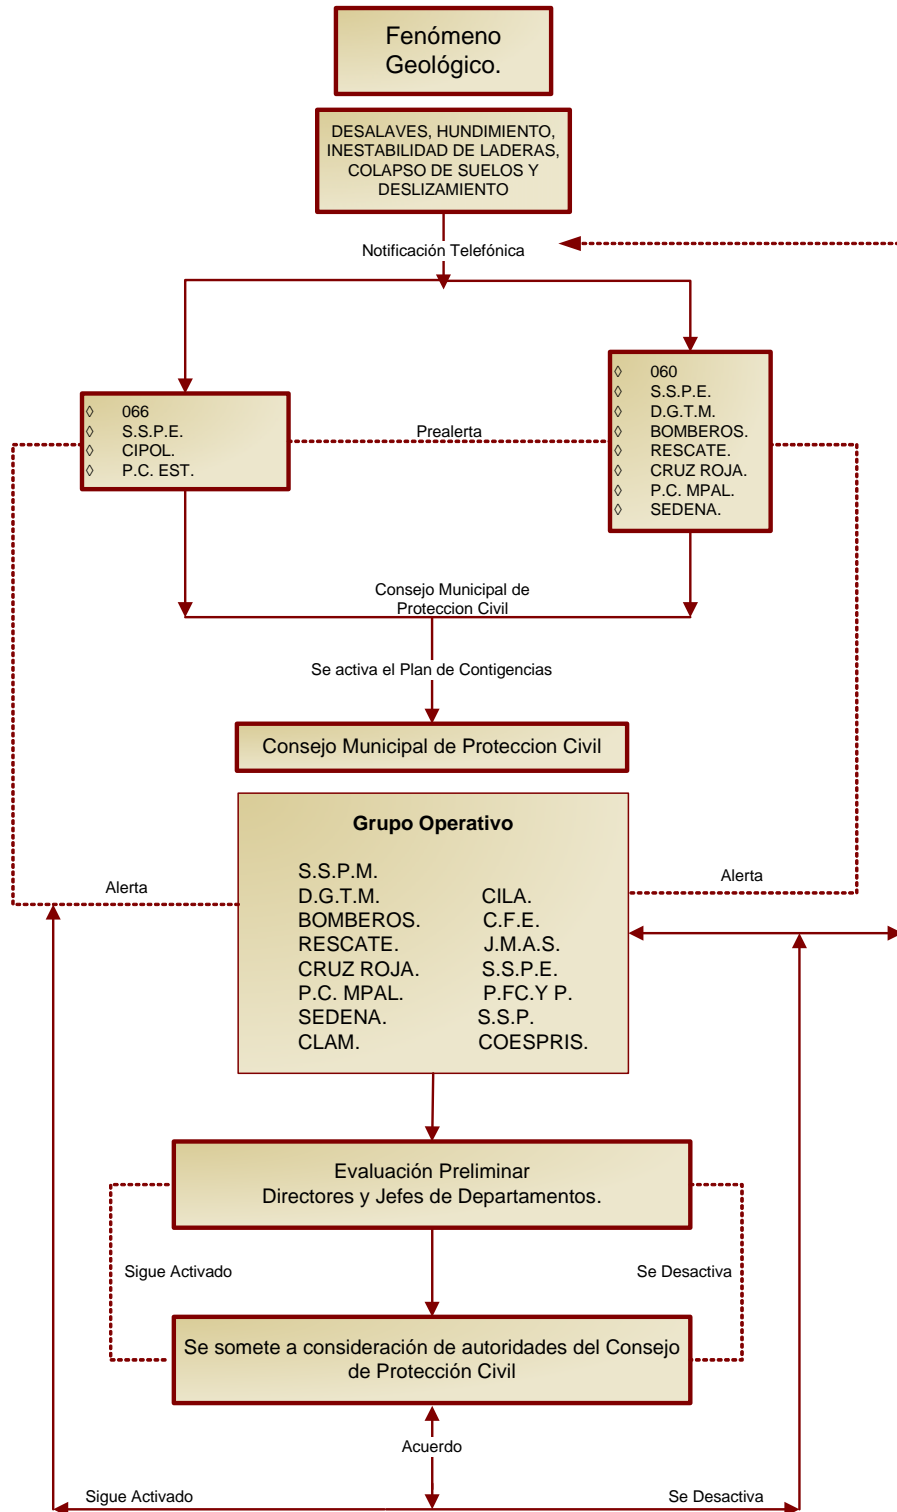 Fenómeno
Geológico.
DESALAVES, HUNDIMIENTO,
INESTABILIDAD DE LADERAS,
COLAPSO DE SUELOS Y
DESLIZAMIENTO
Notificación Telefónica
◊ 066
◊ S.S.P.E.
◊ CIPOL.
◊ P.C. EST.
Prealerta
◊ 060
◊ S.S.P.E.
◊ D.G.T.M.
◊ BOMBEROS.
◊ RESCATE.
◊ CRUZ ROJA.
◊ P.C. MPAL.
◊ SEDENA.
Consejo Municipal de
Proteccion Civil
Se activa el Plan de Contigencias
Consejo Municipal de Proteccion Civil
Grupo Operativo
S.S.P.M.
D.G.T.M. CILA.
BOMBEROS. C.F.E.
RESCATE. J.M.A.S.
CRUZ ROJA. S.S.P.E.
P.C. MPAL. P.FC.Y P.
SEDENA. S.S.P.
CLAM. COESPRIS.
Alerta
Alerta
Evaluación Preliminar
Directores y Jefes de Departamentos.
Sigue Activado
Se Desactiva
Se somete a consideración de autoridades del Consejo
de Protección Civil
Acuerdo
Sigue Activado
Se Desactiva